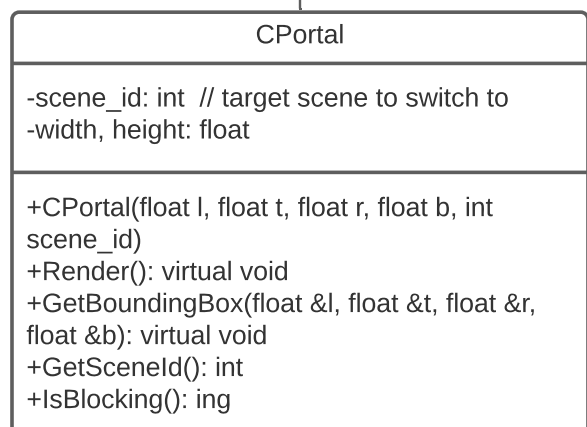 CPortal
-scene_id: int  // target scene to switch to
-width, height: float
+CPortal(float l, float t, float r, float b, int
scene_id)
+Render(): virtual void
+GetBoundingBox(float &l, float &t, float &r,
float &b): virtual void
+GetSceneId(): int
+IsBlocking(): ing